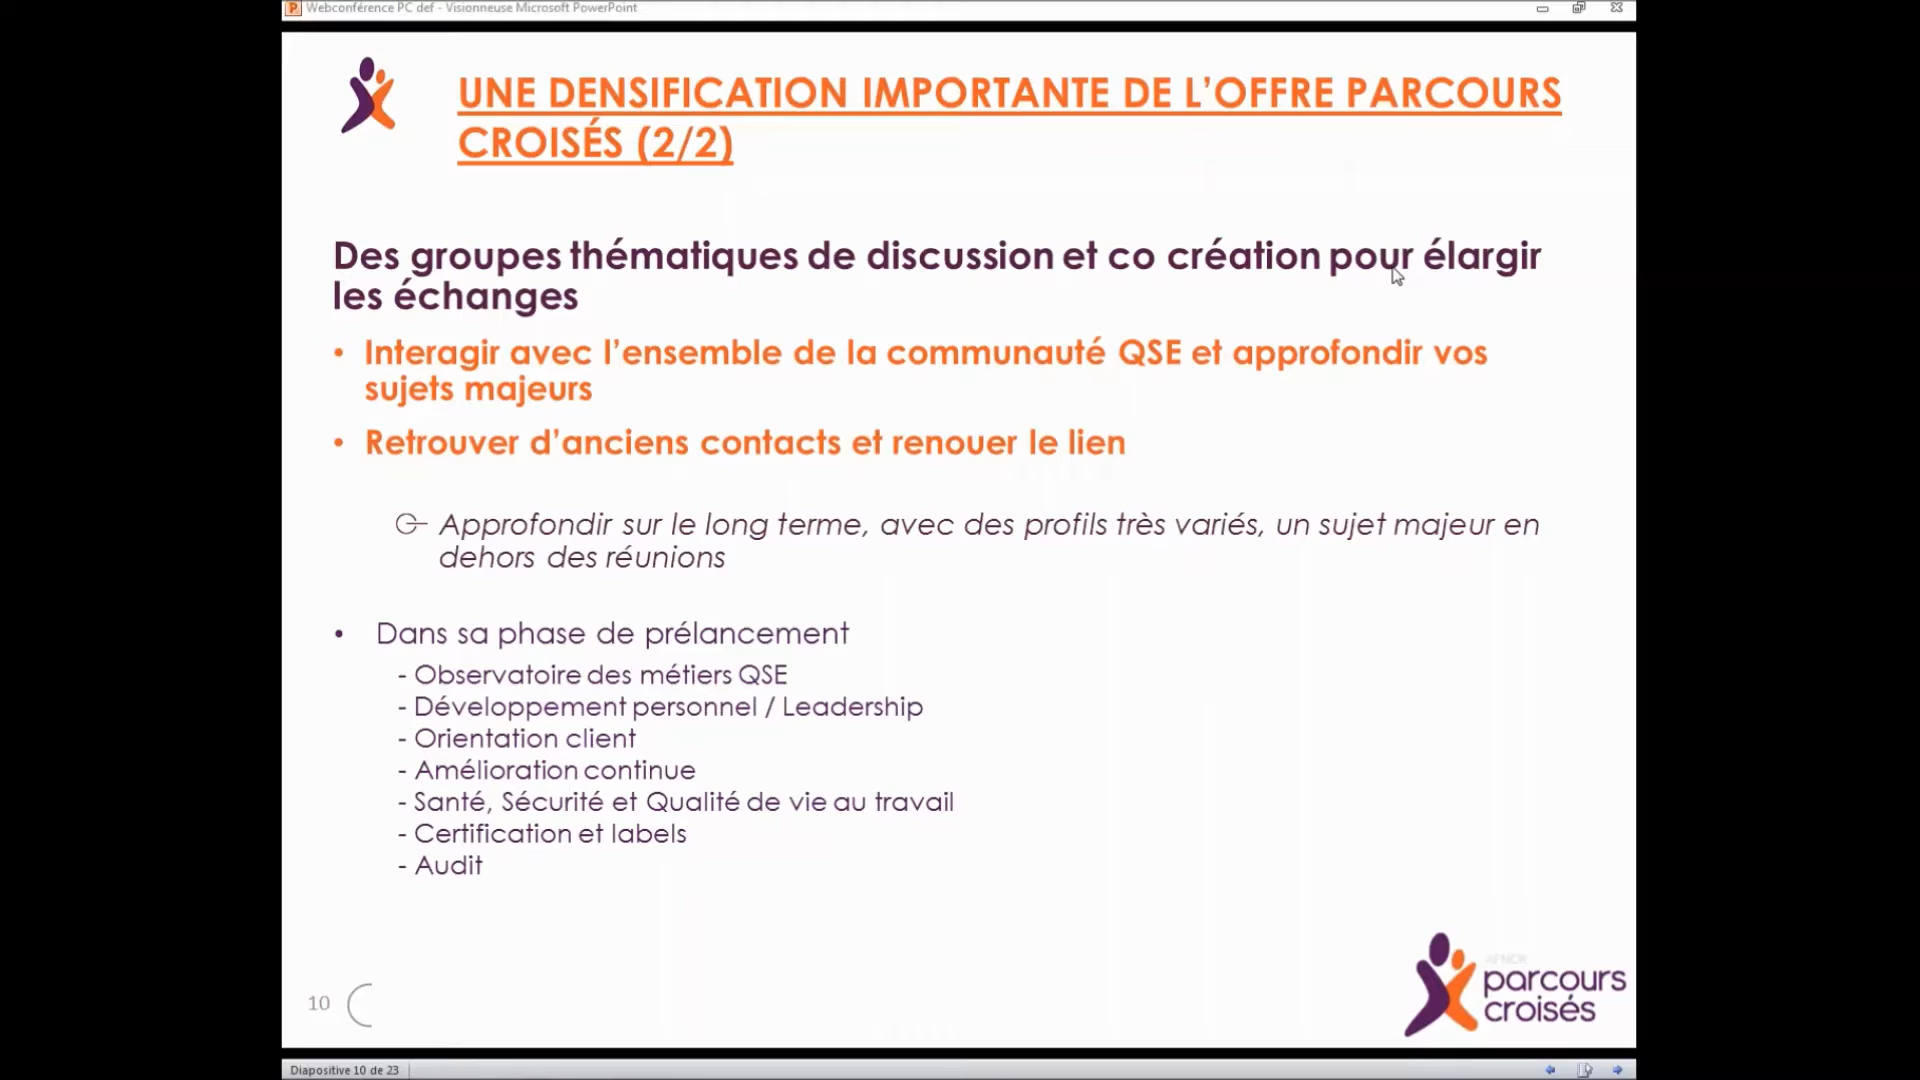 Webconférence PC def - Visionneuse Microsoft PowerPoint
UNE DENSIFICATION IMPORTANTE DE L’OFFRE PARCOURS
CROISÉS (2/2)
Des groupes thématiques de discussion et co création pour élargir
les échanges
• Interagir avec l’ensemble de la communauté QSE et approfondir vos
sujets majeurs
• Retrouver d’anciens contacts et renouer le lien
Approfondir sur le long terme, avec des profils très variés, un sujet majeur en
dehors des réunions
• Dans sa phase de prélancement
- Observatoire des métiers QSE
- Développement personnel / Leadership
- Orientation client
- Amélioration continue
- Santé, Sécurité et Qualité de vie au travail
- Certification et labels
- Audit
AFNOR
parcours
croisés
10
Diapositive 10 de 23